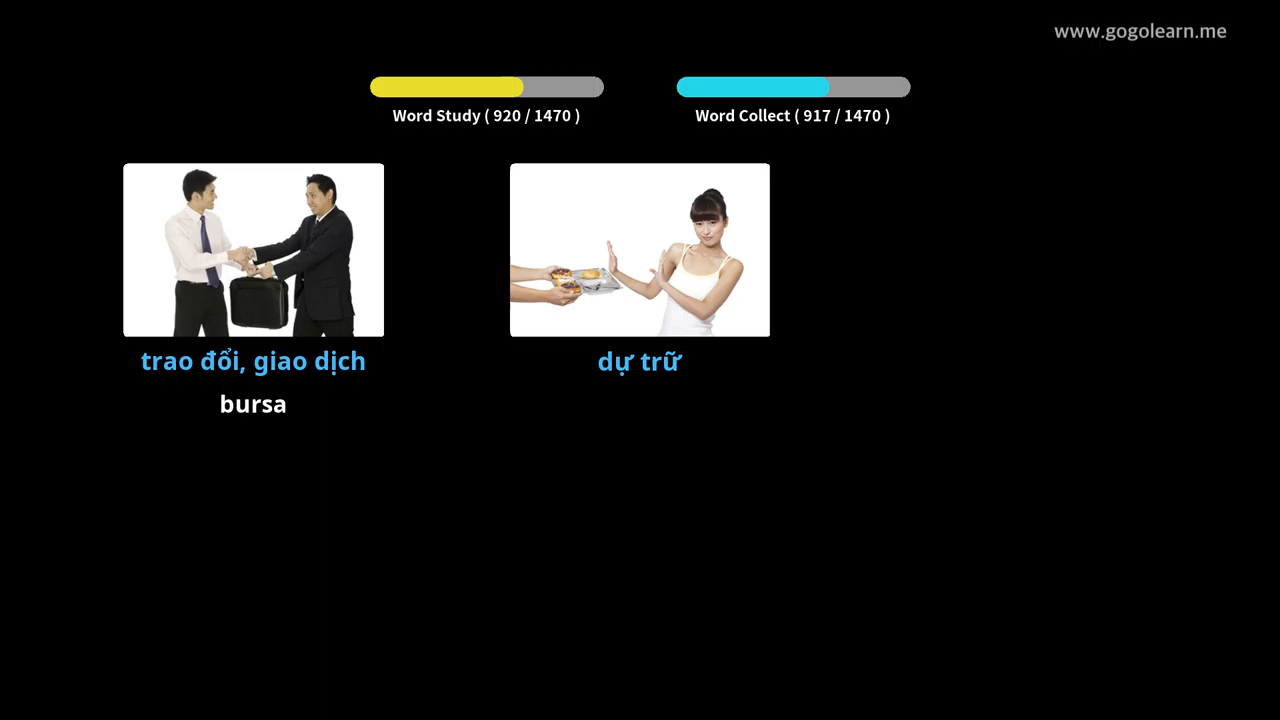 www.gogolearn.me
Word Study ( 920 / 1470 )
Word Collect ( 917 / 1470 )
trao đổi, giao dịch
dự trữ
bursa